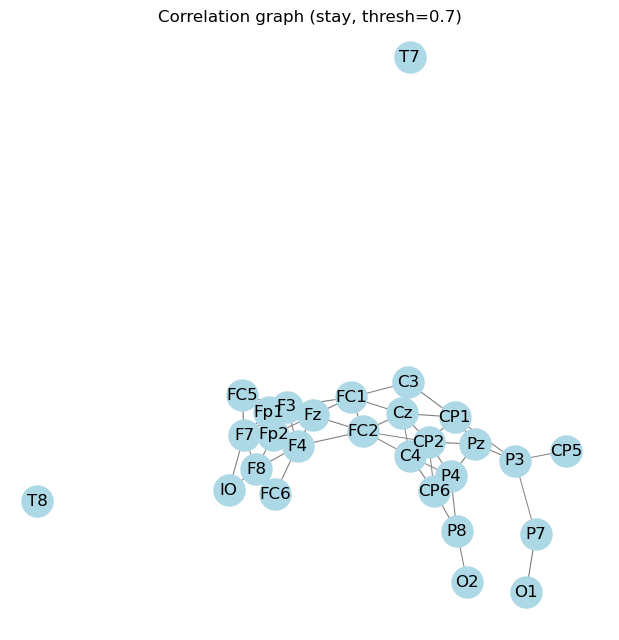 Correlation graph (stay, thresh=0.7)
T7
C3
FC5
FC1
F3
Fp1
Fz
Cz
CP1
F7
Fp2
FC2
F4
CP2
Pz
C4
P3
CP5
F8
P4
IO
FC6
CP6
T8
P8
P7
O2
O1